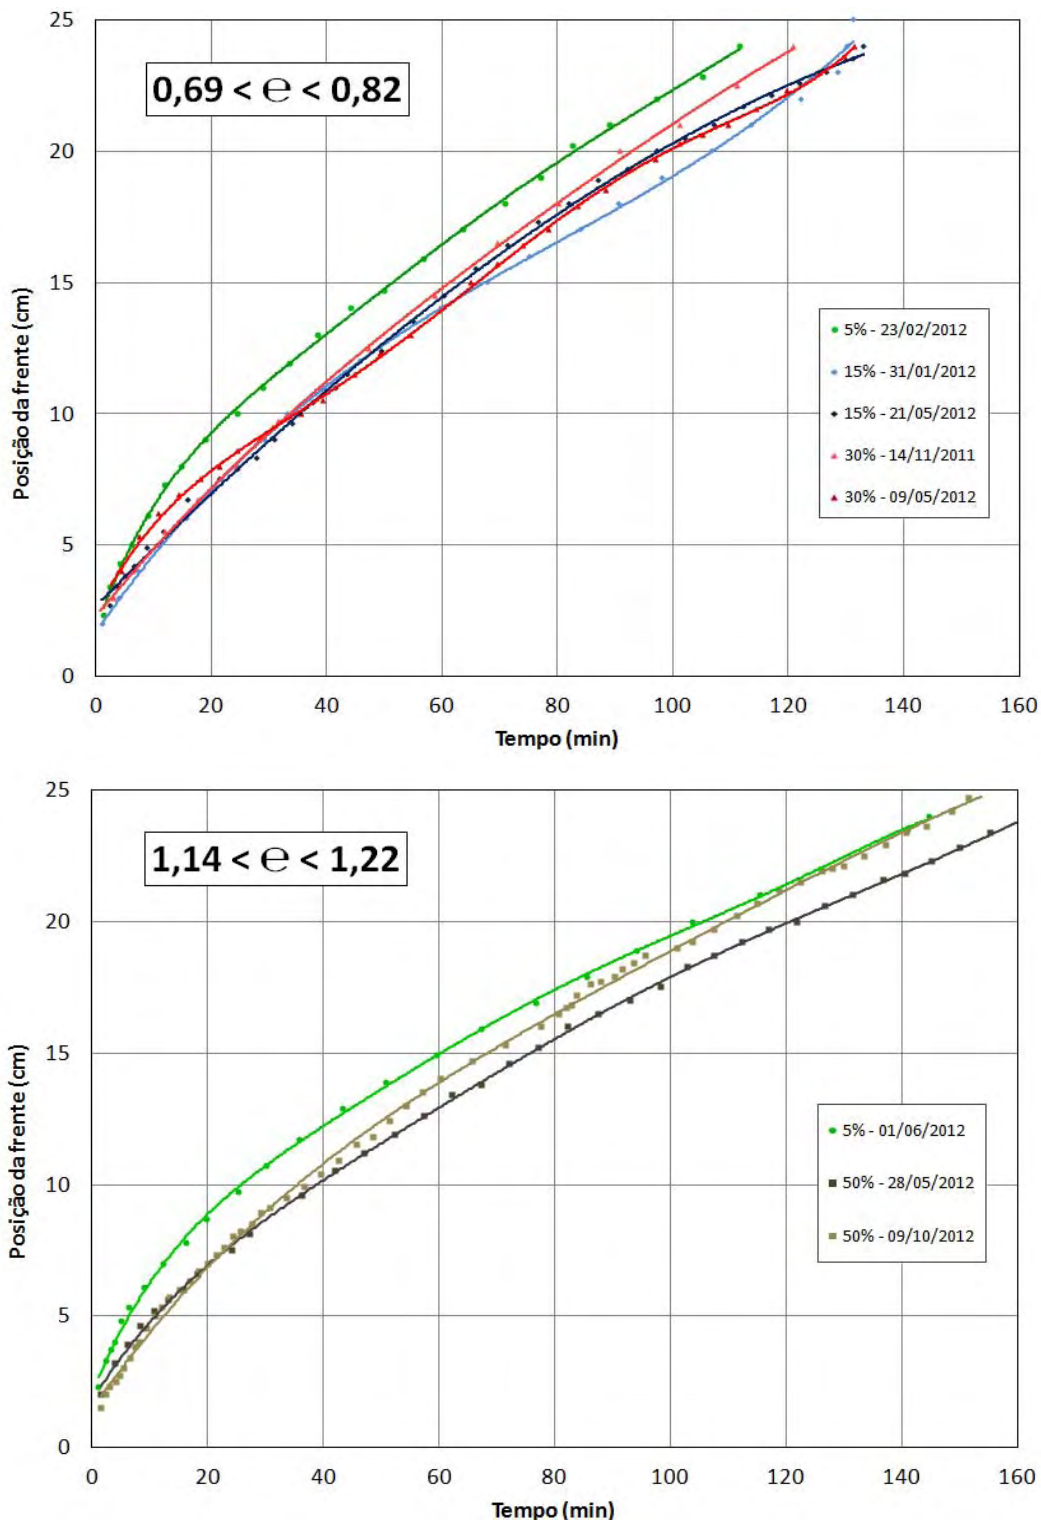 25
0,69 < e < 0,82
20
15
10
5
0
Posição da frente (cm)
5% - 23/02/2012
15% - 31/01/2012
15% - 21/05/2012
30% - 14/11/2011
30% - 09/05/2012
0 20 40 60 80 100 120 140 160
Tempo (min)
25
1,14 < e < 1,22
20
15
10
5
0
Posição da frente (cm)
5% - 01/06/2012
50% - 28/05/2012
50% - 09/10/2012
0 20 40 60 80 100 120 140 160
Tempo (min)